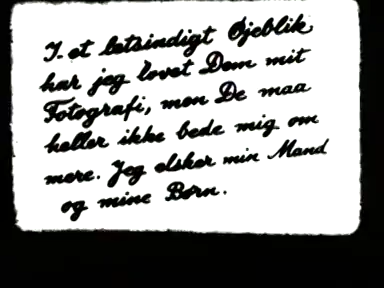 I et letsindigt Øjeblik
har jeg lovet Dem mit
Fotografi, men De maa
heller ikke bede mig om
mere. Jeg elsker min Mand
og mine Børn.